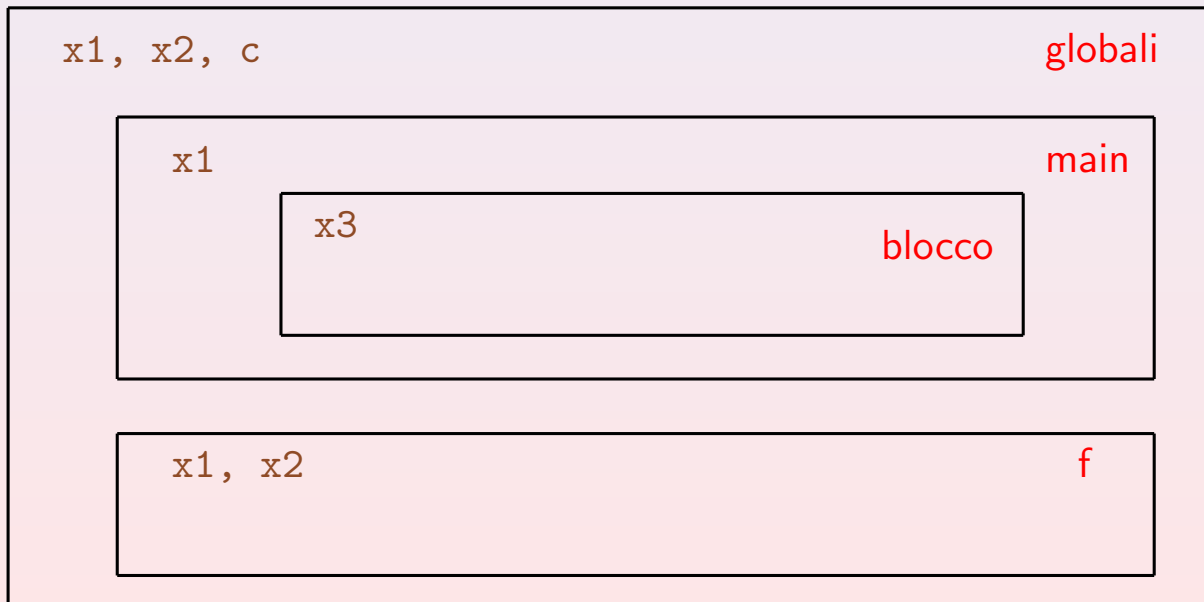 x1, x2, c globali
x1 main
x3 blocco
x1, x2 f